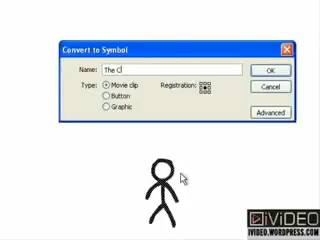 Convert to Symbol
Name: The C
OK
Type: Movie clip Registration:
Cancel
Button
Graphic
Advanced
iVIDEO
IVIDEO.WORDPRESS.COM